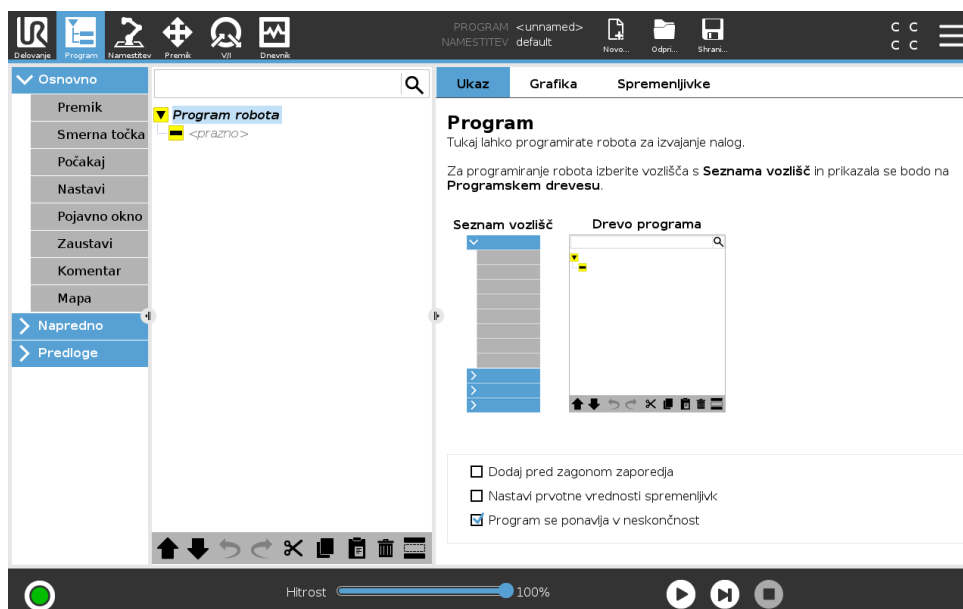 UR
Delovanje
Program
Namestitev
Premik
V/I
Dnevnik
PROGRAM <unnamed>
NAMESTITEV default
Novo...
Odpri...
Shrani...
C C
C C
Osnovno
Premik
Smerna točka
Počakaj
Nastavi
Pojavno okno
Zaustavi
Komentar
Mapa
Napredno
Predloge
Program robota
<prazno>
Ukaz
Grafika
Spremenljivke
Program
Tukaj lahko programirate robota za izvajanje nalog.
Za programiranje robota izberite vozlišča s Seznama vozlišč in prikazala se bodo na
Programskem drevesu.
Seznam vozlišč
Drevo programa
Dodaj pred zagonom zaporedja
Nastavi prvotne vrednosti spremenljivk
Program se ponavlja v neskončnost
Hitrost
100%